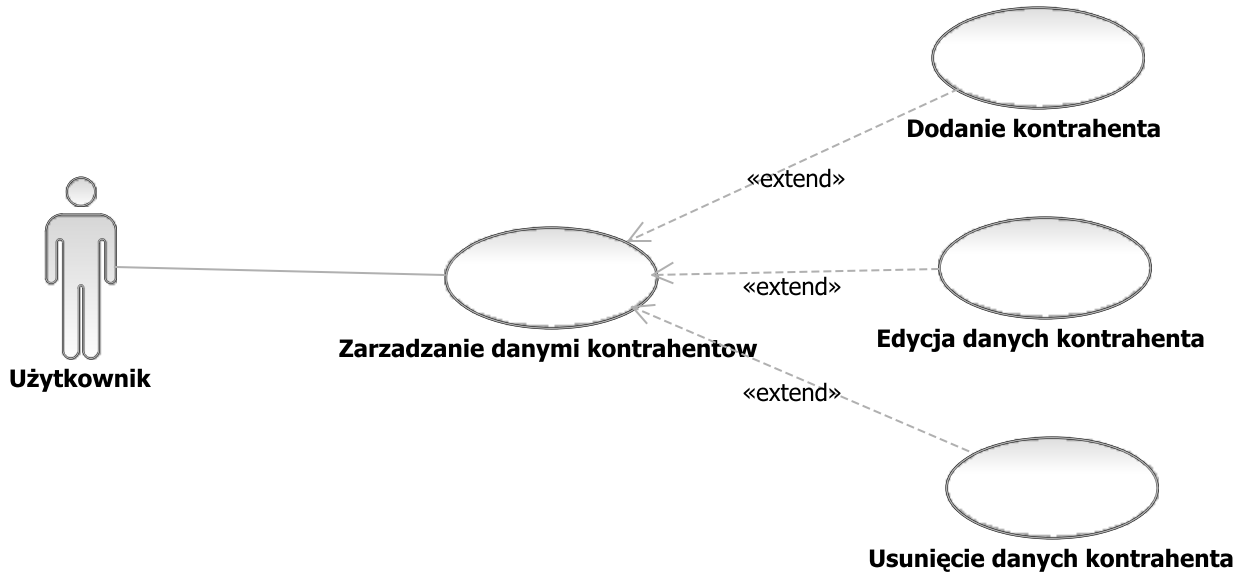 Dodanie kontrahenta
«extend»
Użytkownik
Zarzadzanie danymi kontrahentow
«extend»
Edycja danych kontrahenta
«extend»
Usunięcie danych kontrahenta